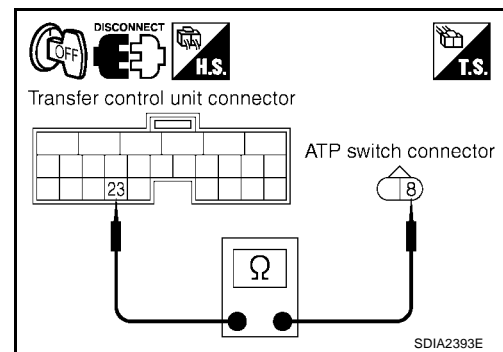 OFF
DISCONNECT
H.S.
T.S.
Transfer control unit connector
ATP switch connector
23
8
Ω
SDIA2393E